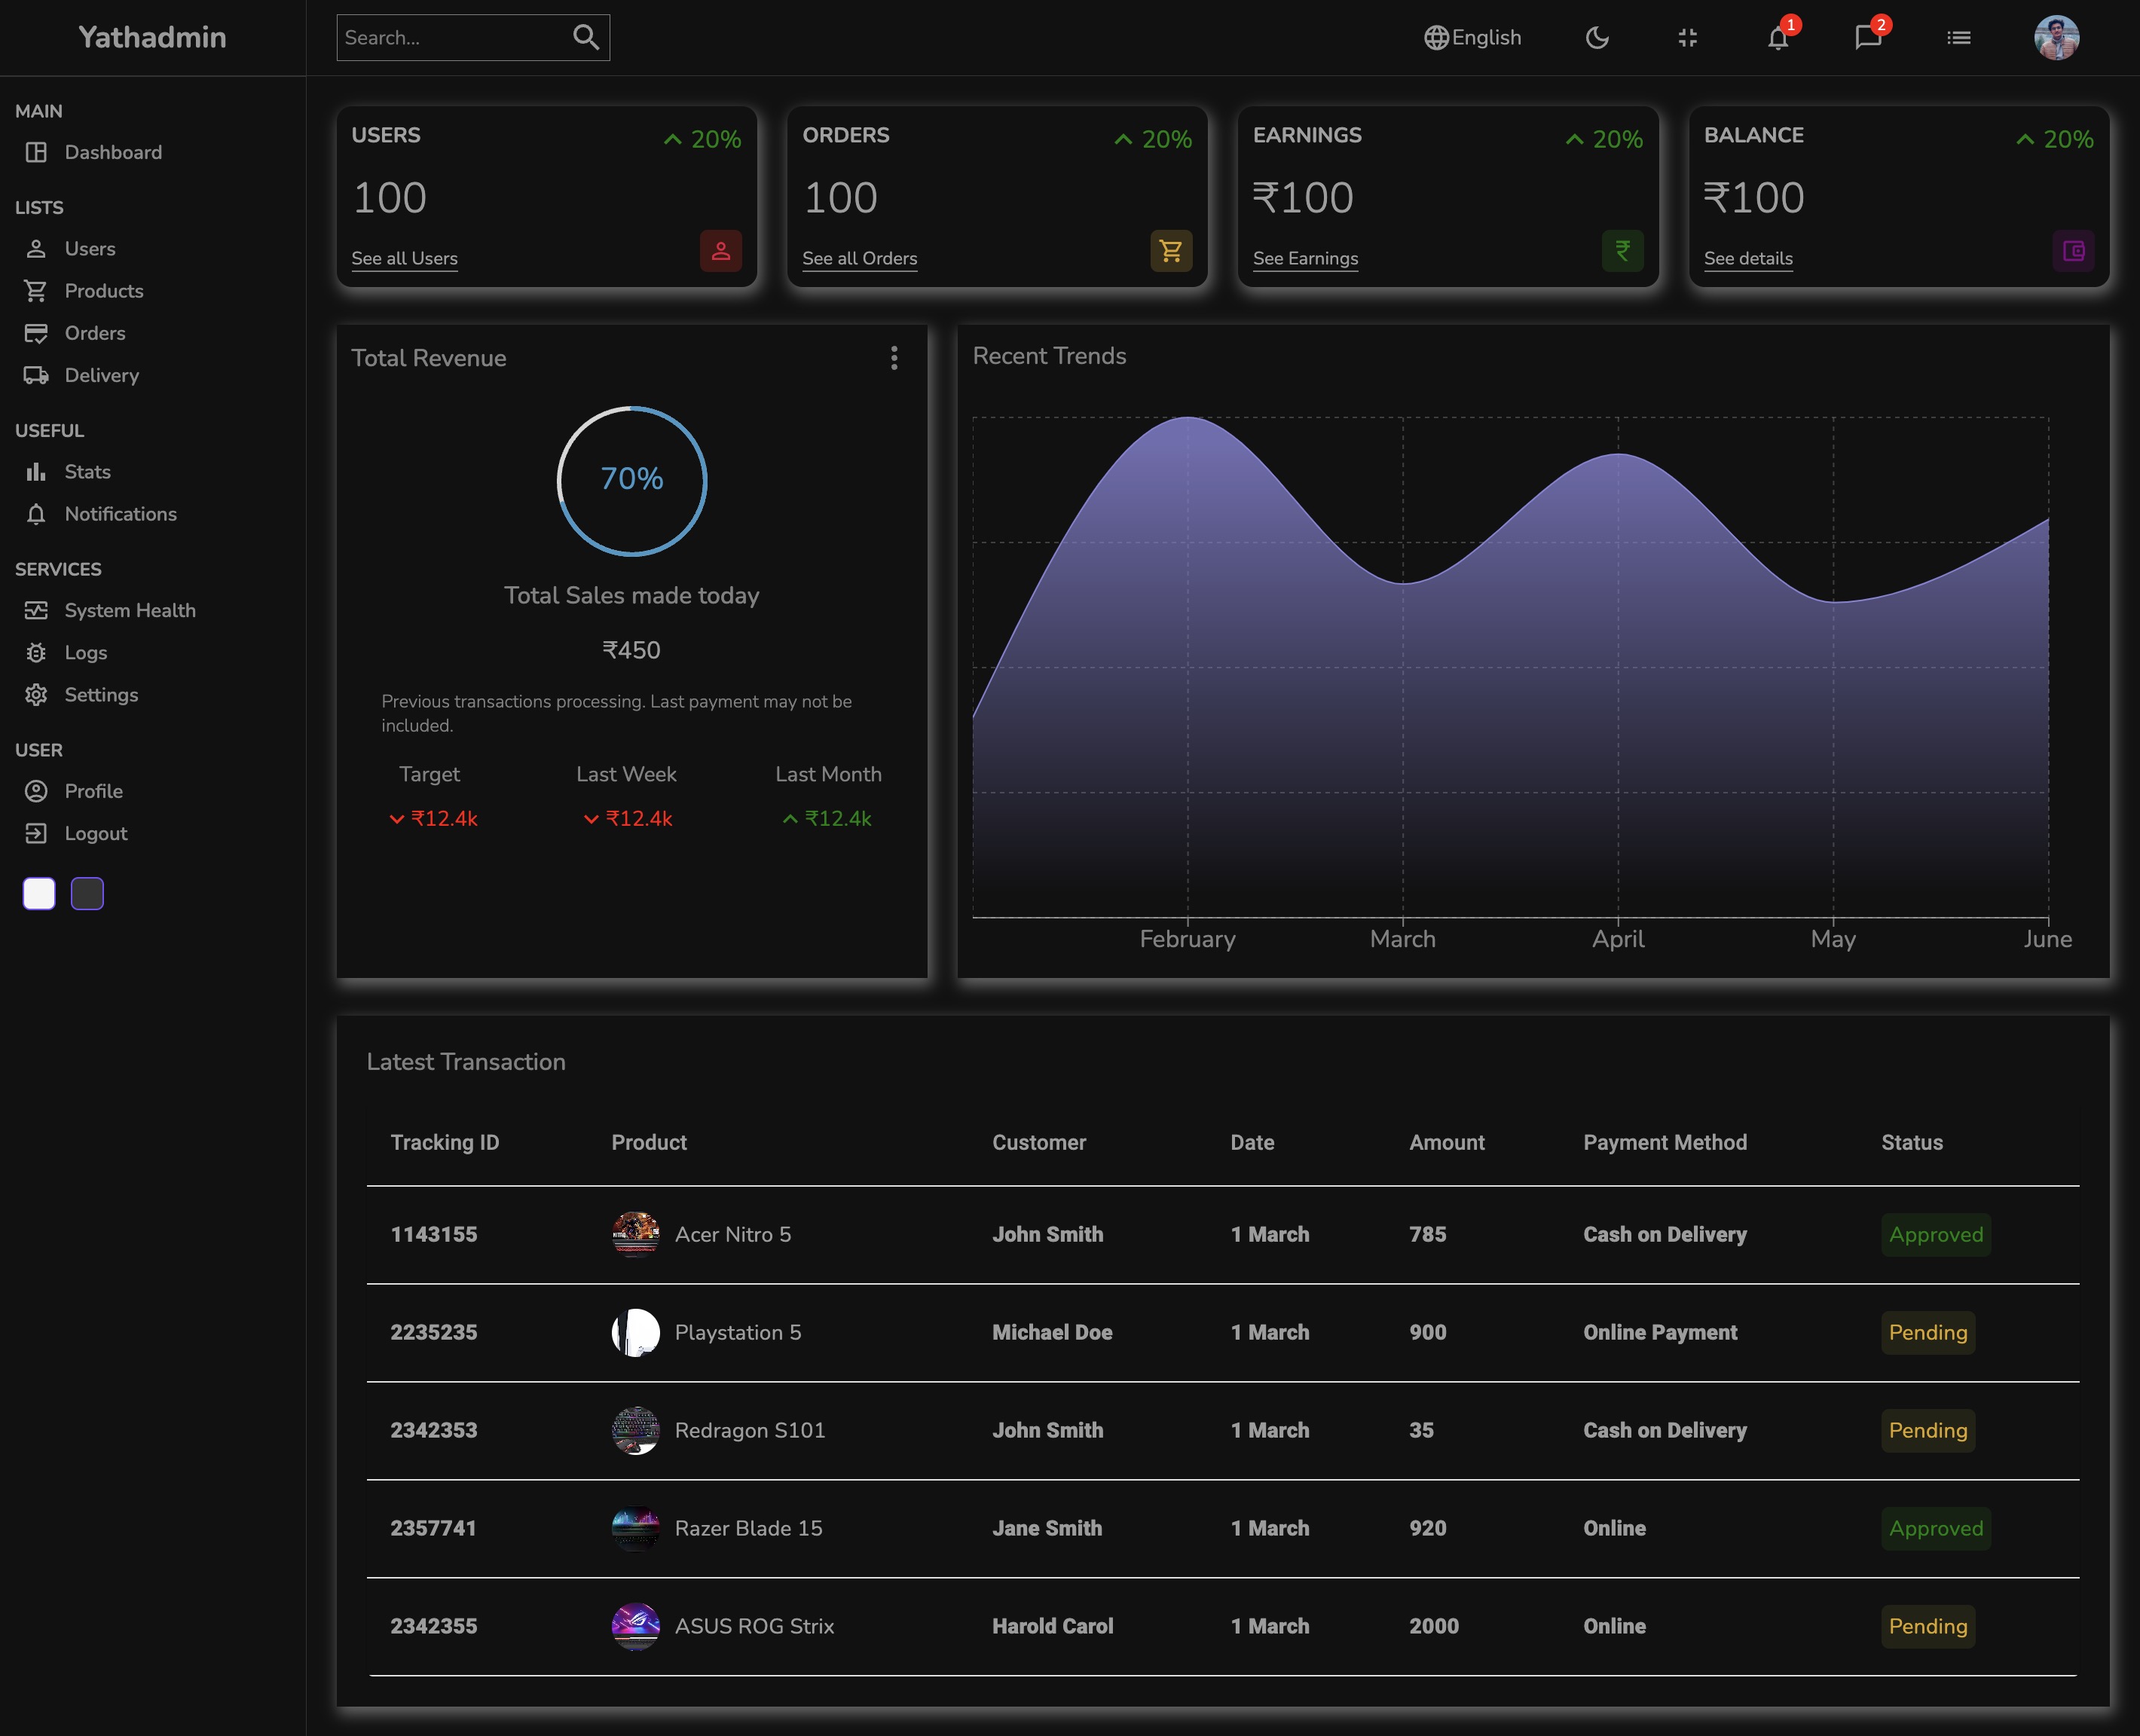 Yathadmin
Search...
English
1
2
MAIN
Dashboard
LISTS
Users
Products
Orders
Delivery
USEFUL
Stats
Notifications
SERVICES
System Health
Logs
Settings
USER
Profile
Logout
USERS 20%
100
See all Users
ORDERS 20%
100
See all Orders
EARNINGS 20%
₹100
See Earnings
₹
BALANCE 20%
₹100
See details
Total Revenue
70%
Total Sales made today
₹450
Previous transactions processing. Last payment may not be
included.
Target Last Week Last Month
₹12.4k ₹12.4k ₹12.4k
Recent Trends
February March April May June
Latest Transaction
Tracking ID Product Customer Date Amount Payment Method Status
1143155 Acer Nitro 5 John Smith 1 March 785 Cash on Delivery Approved
2235235 Playstation 5 Michael Doe 1 March 900 Online Payment Pending
2342353 Redragon S101 John Smith 1 March 35 Cash on Delivery Pending
2357741 Razer Blade 15 Jane Smith 1 March 920 Online Approved
2342355 ASUS ROG Strix Harold Carol 1 March 2000 Online Pending